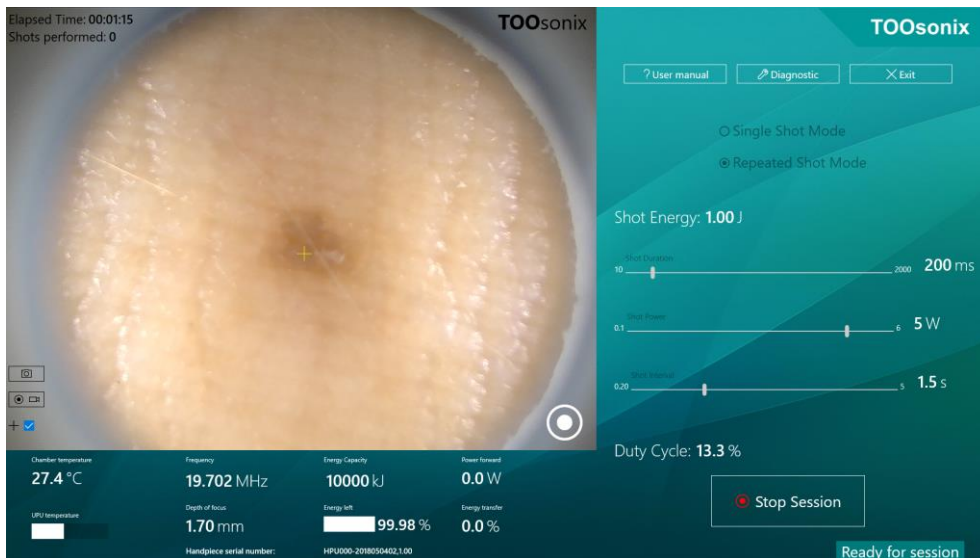 Elapsed Time: 00:01:15
Shots performed: 0
TOOsonix
TOOsonix
? User manual
Diagnostic
Exit
Single Shot Mode
Repeated Shot Mode
Shot Energy: 1.00 J
Shot Duration
10
2000
200 ms
Shot Power
0.1
6
5 W
Shot Interval
0.20
5
1.5 s
Duty Cycle: 13.3 %
Stop Session
Ready for session
Chamber temperature
27.4 °C
Frequency
19.702 MHz
Energy Capacity
10000 kJ
Power forward
0.0 W
UPU temperature
Depth of focus
1.70 mm
Energy left
99.98 %
Energy transfer
0.0 %
Handpiece serial number:
HPU000-2018050402,1.00